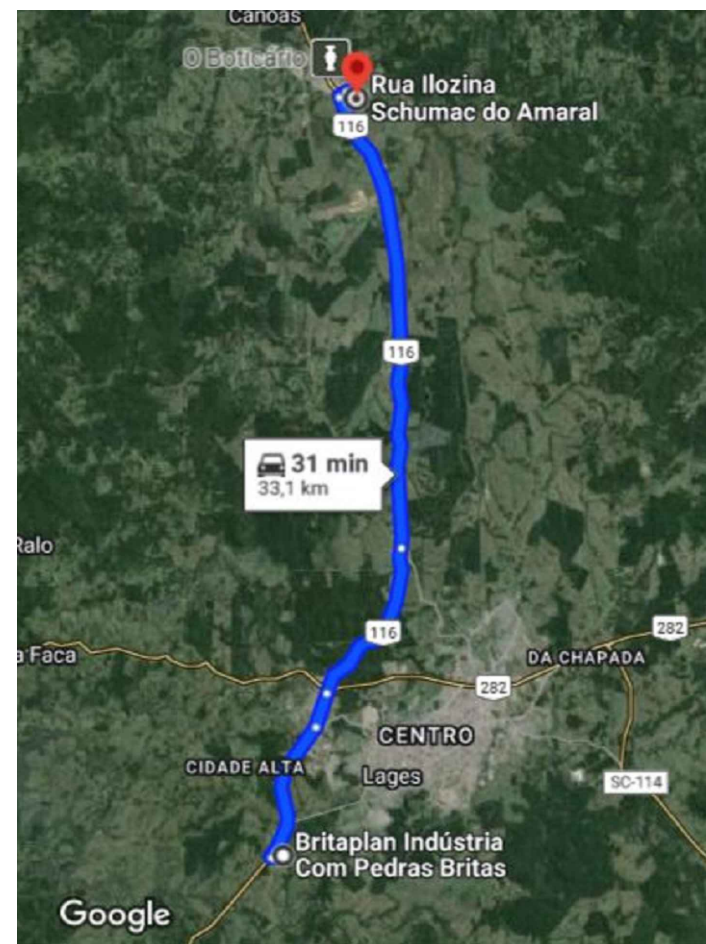 Canoas
O Boticário
Rua Ilozina
Schumac do Amaral
116
116
31 min
33,1 km
Ralo
116
282
a Faca
DA CHAPADA
282
CENTRO
CIDADE ALTA
Lages
SC-114
Britaplan Indústria
Com Pedras Britas
Google